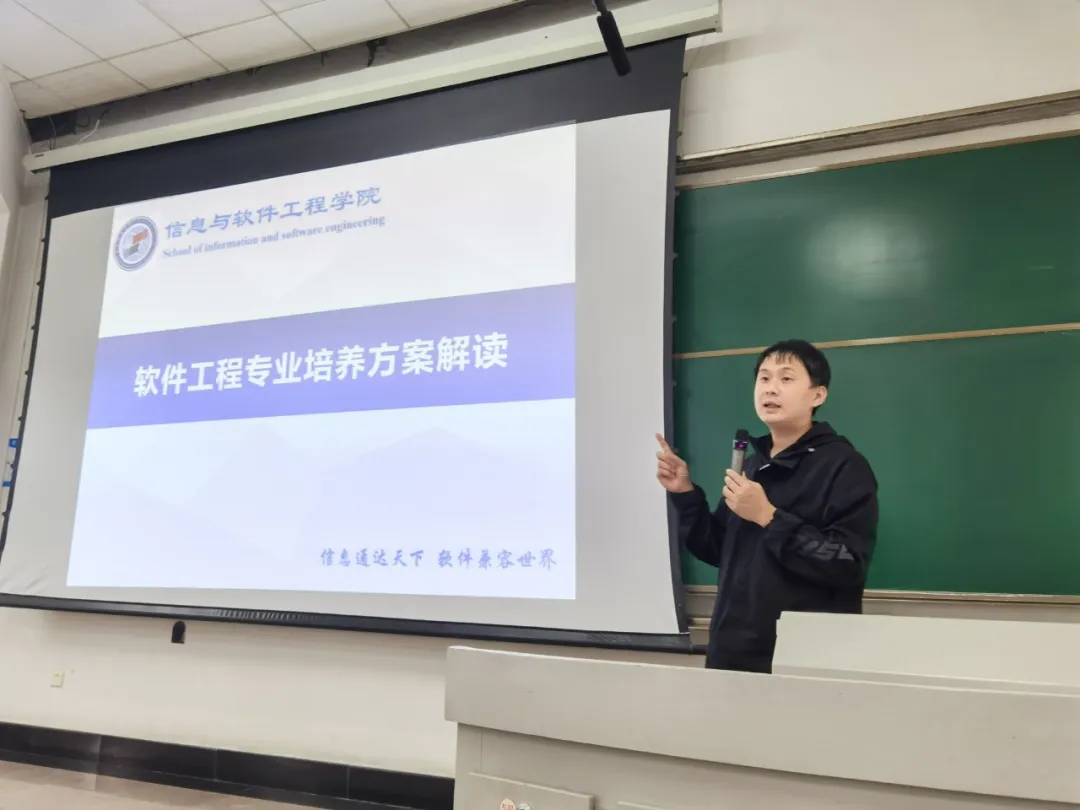 信息与软件工程学院
School of information and software engineering
软件工程专业培养方案解读
信息通达天下 软件兼容世界